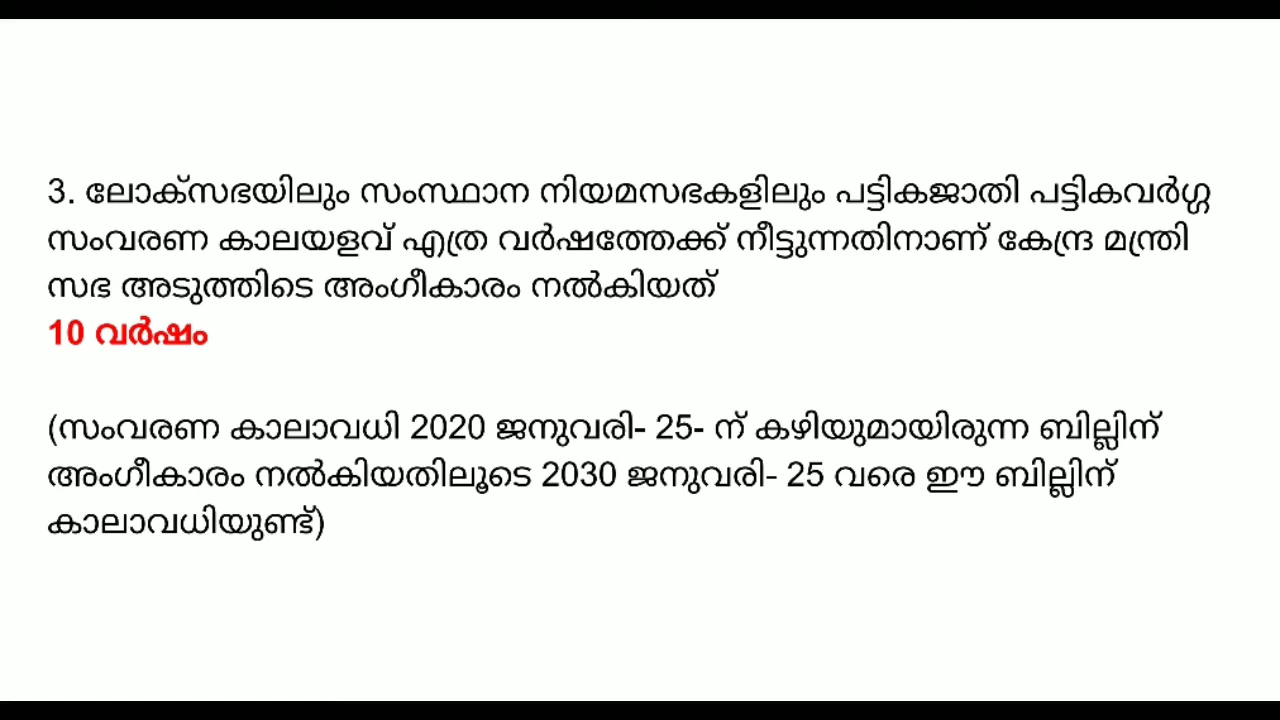 3. ലോക്സഭയിലും സംസ്ഥാന നിയമസഭകളിലും പട്ടികജാതി പട്ടികവർഗ്ഗ
സംവരണ കാലയളവ് എത്ര വർഷത്തേക്ക് നീട്ടുന്നതിനാണ് കേന്ദ്ര മന്ത്രി
സഭ അടുത്തിടെ അംഗീകാരം നൽകിയത്
10 വർഷം
(സംവരണ കാലാവധി 2020 ജനുവരി- 25- ന് കഴിയുമായിരുന്ന ബില്ലിന്
അംഗീകാരം നൽകിയതിലൂടെ 2030 ജനുവരി- 25 വരെ ഈ ബില്ലിന്
കാലാവധിയുണ്ട്)